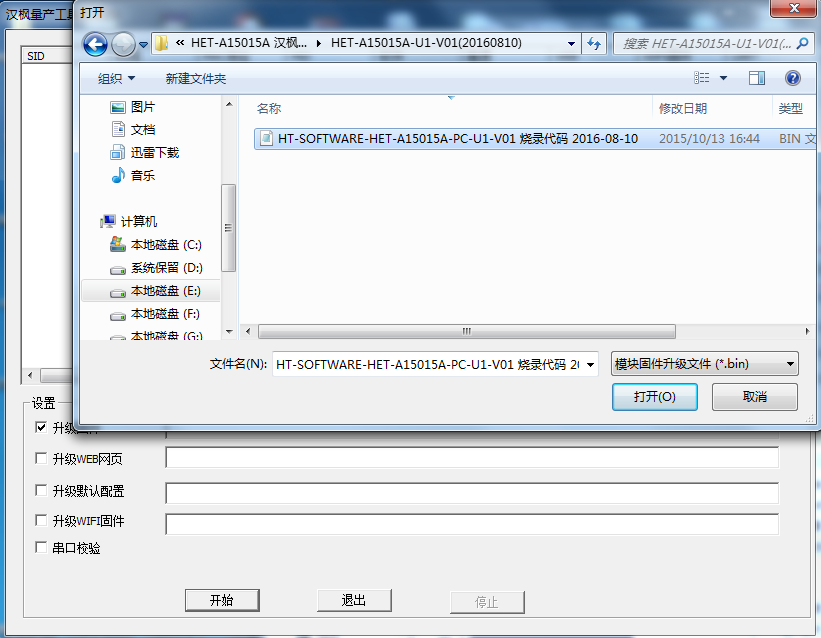 汉枫量产工具
打开
« HET-A15015A 汉枫... ▸ HET-A15015A-U1-V01(20160810)
搜索 HET-A15015A-U1-V01(...
组织 新建文件夹
SID
图片
文档
迅雷下载
音乐
计算机
本地磁盘 (C:)
系统保留 (D:)
本地磁盘 (E:)
本地磁盘 (F:)
本地磁盘 (G:)
名称 修改日期 类型
HT-SOFTWARE-HET-A15015A-PC-U1-V01 烧录代码 2016-08-10 2015/10/13 16:44 BIN 文
文件名(N): HT-SOFTWARE-HET-A15015A-PC-U1-V01 烧录代码 20 模块固件升级文件 (*.bin)
打开(O) 取消
设置
升级固件
升级WEB网页
升级默认配置
升级WIFI固件
串口校验
开始 退出 停止